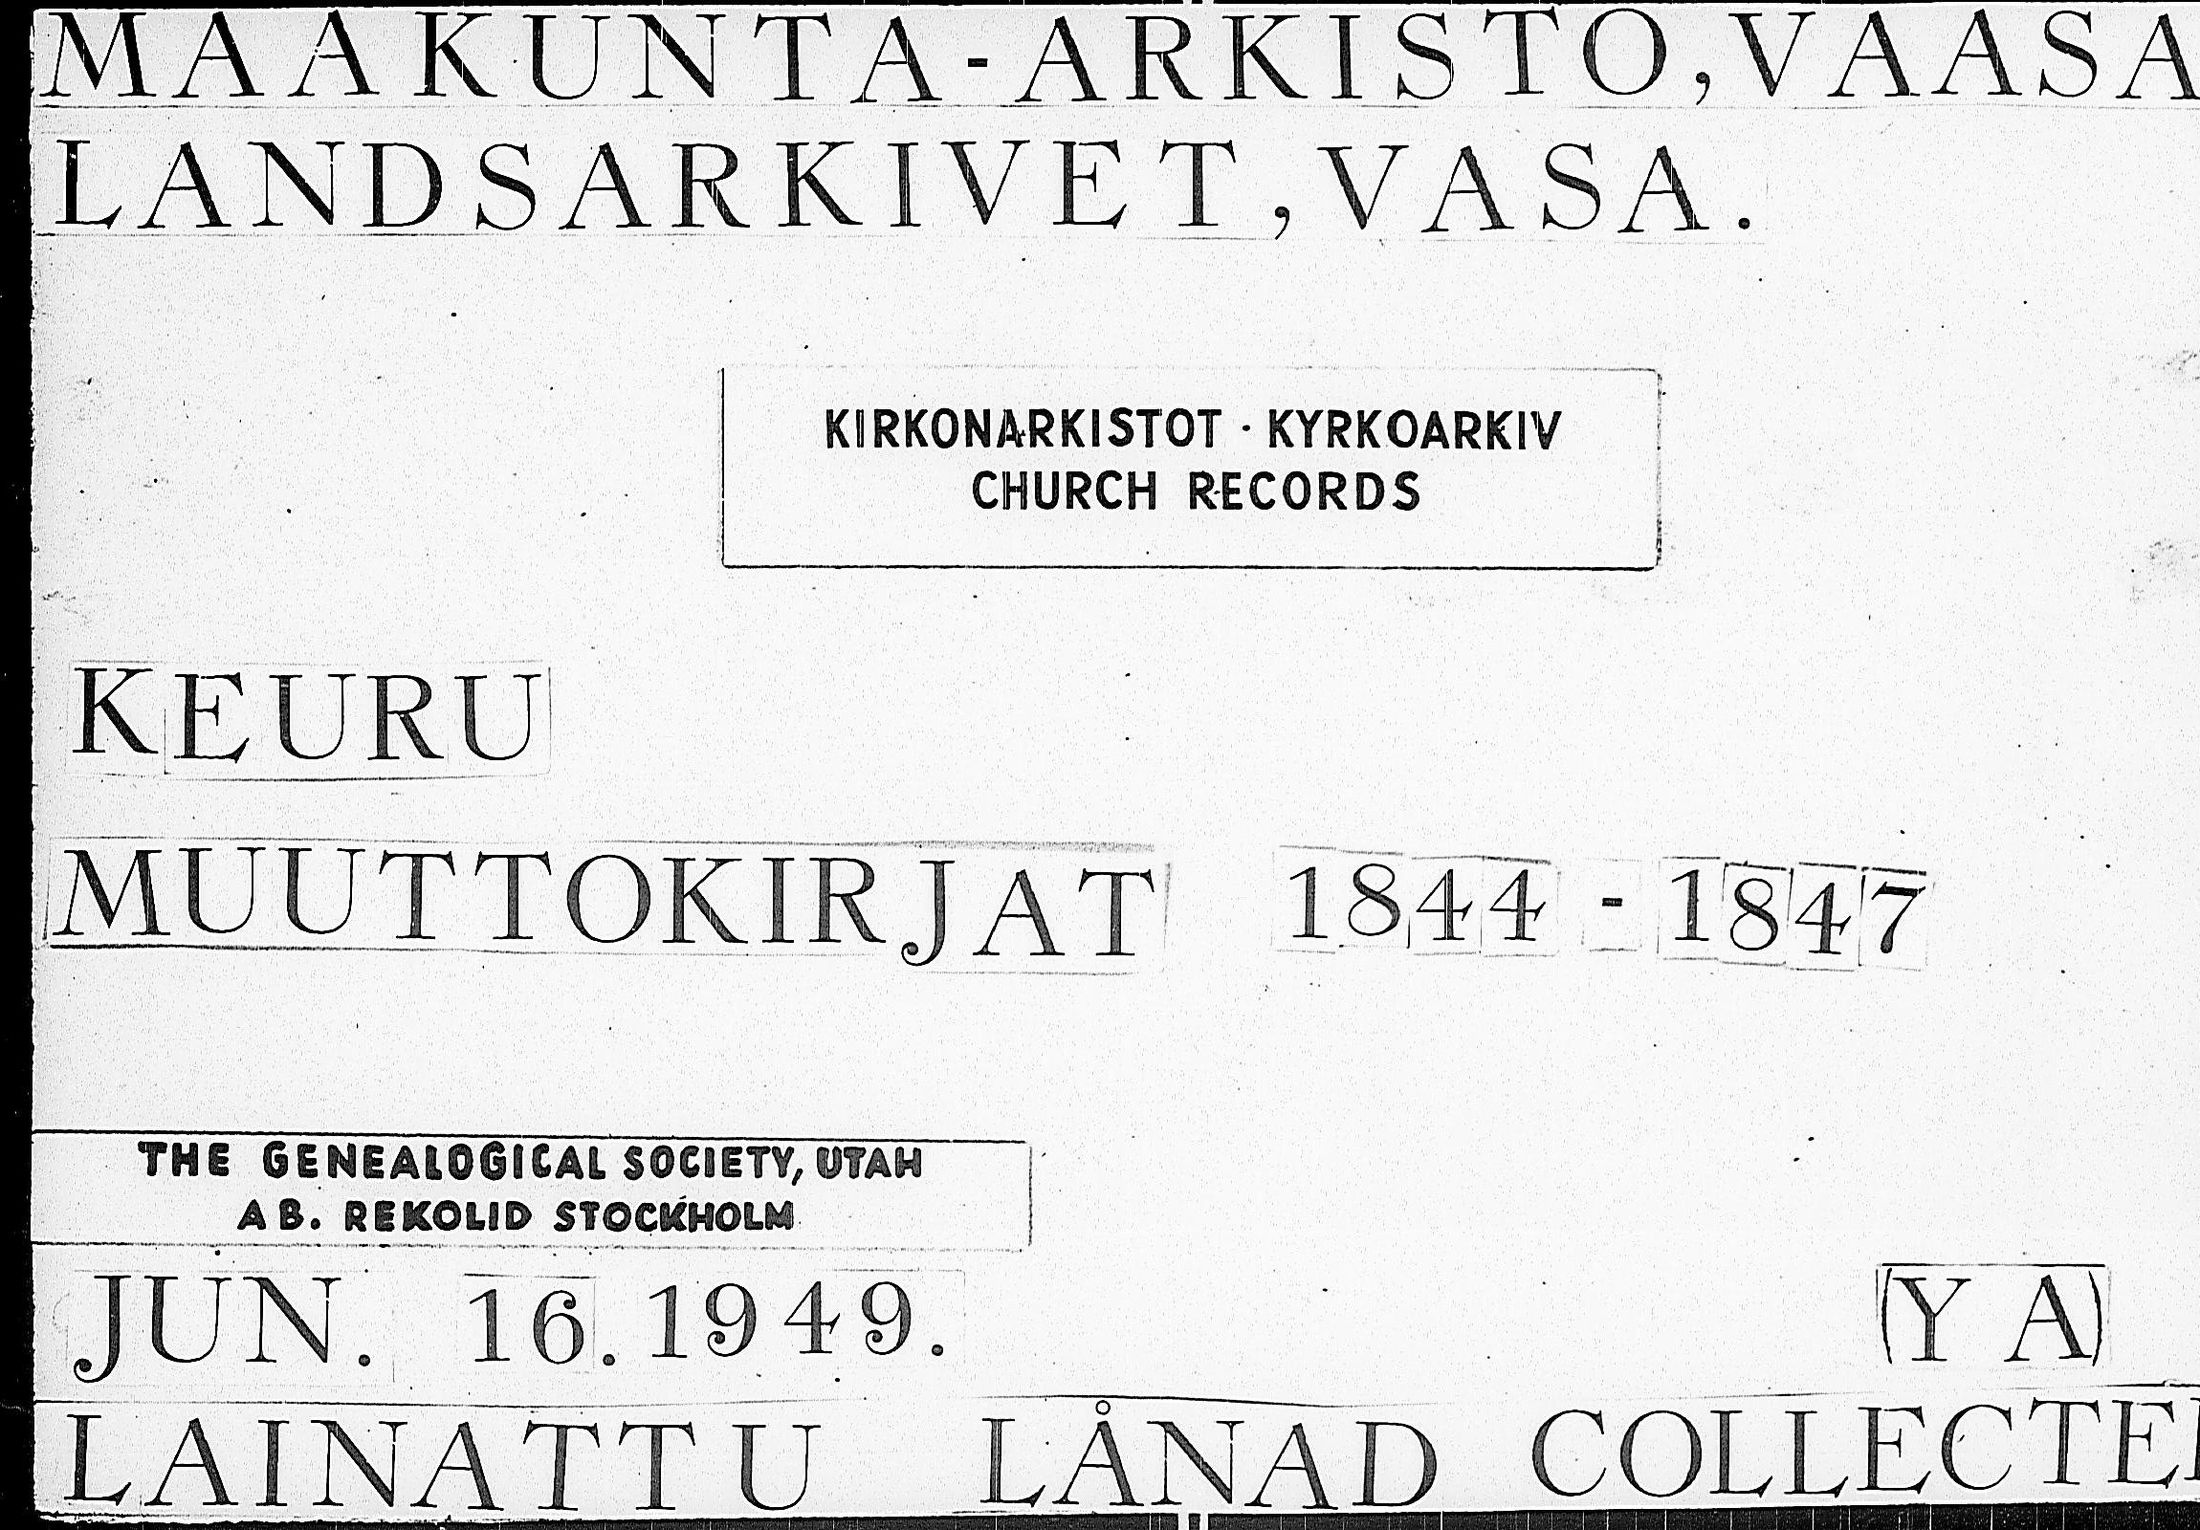 MAAKUNTA-ARKISTO, VAASA
LANDSARKIVET, VASA.
KIRKONARKISTOT · KYRKOARKIV
CHURCH RECORDS
KEURU
MUUTTOKIRJAT 1844-1847
THE GENEALOGICAL SOCIETY, UTAH
AB. REKOLID STOCKHOLM
JUN. 16. 1949. (YA)
LAINATTU LÅNAD COLLECTE